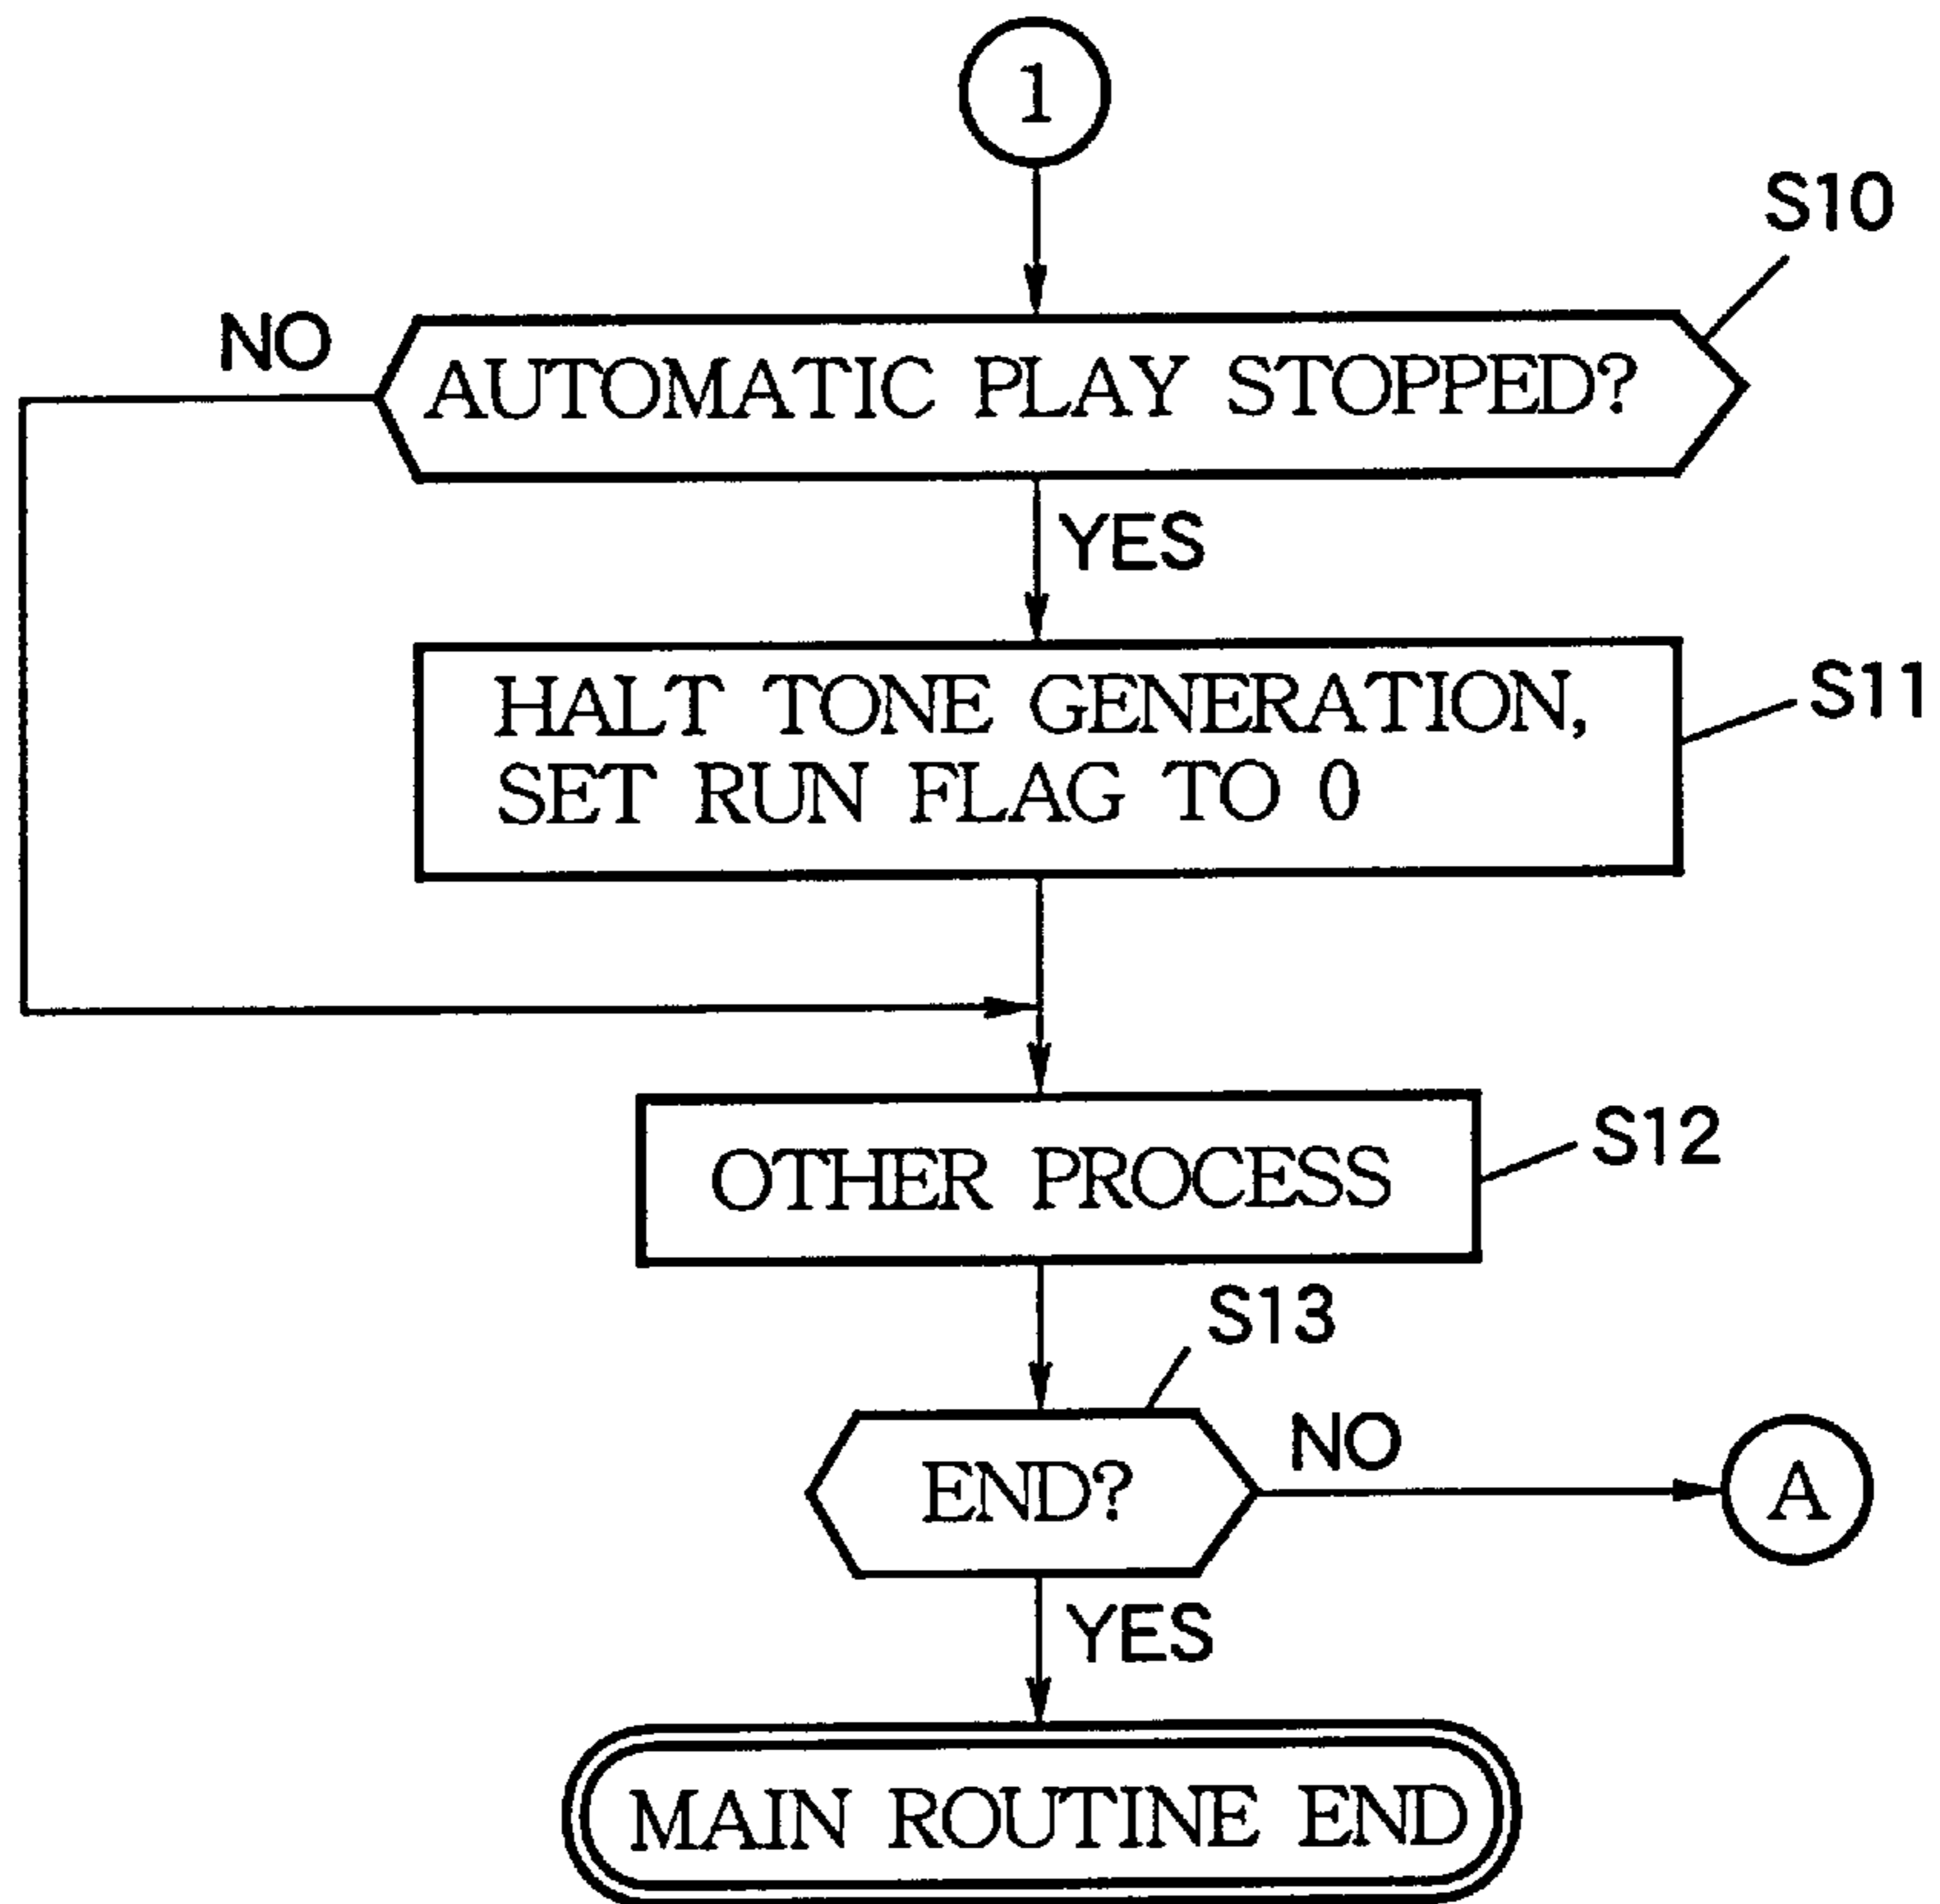 1
S10
NO
AUTOMATIC PLAY STOPPED?
YES
HALT TONE GENERATION,
SET RUN FLAG TO 0
S11
OTHER PROCESS
S12
S13
END?
NO
A
YES
MAIN ROUTINE END